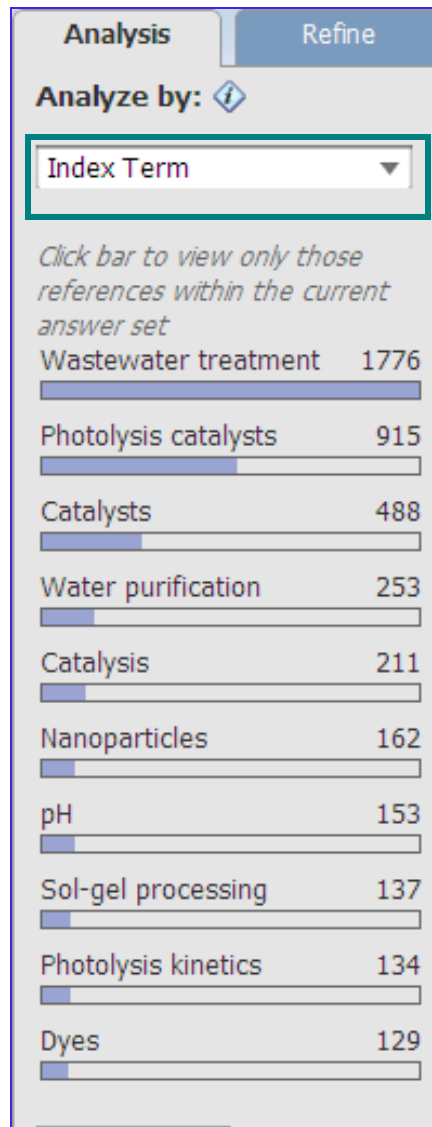 Analysis Refine
Analyze by:
Index Term
Click bar to view only those
references within the current
answer set
Wastewater treatment 1776
Photolysis catalysts 915
Catalysts 488
Water purification 253
Catalysis 211
Nanoparticles 162
pH 153
Sol-gel processing 137
Photolysis kinetics 134
Dyes 129